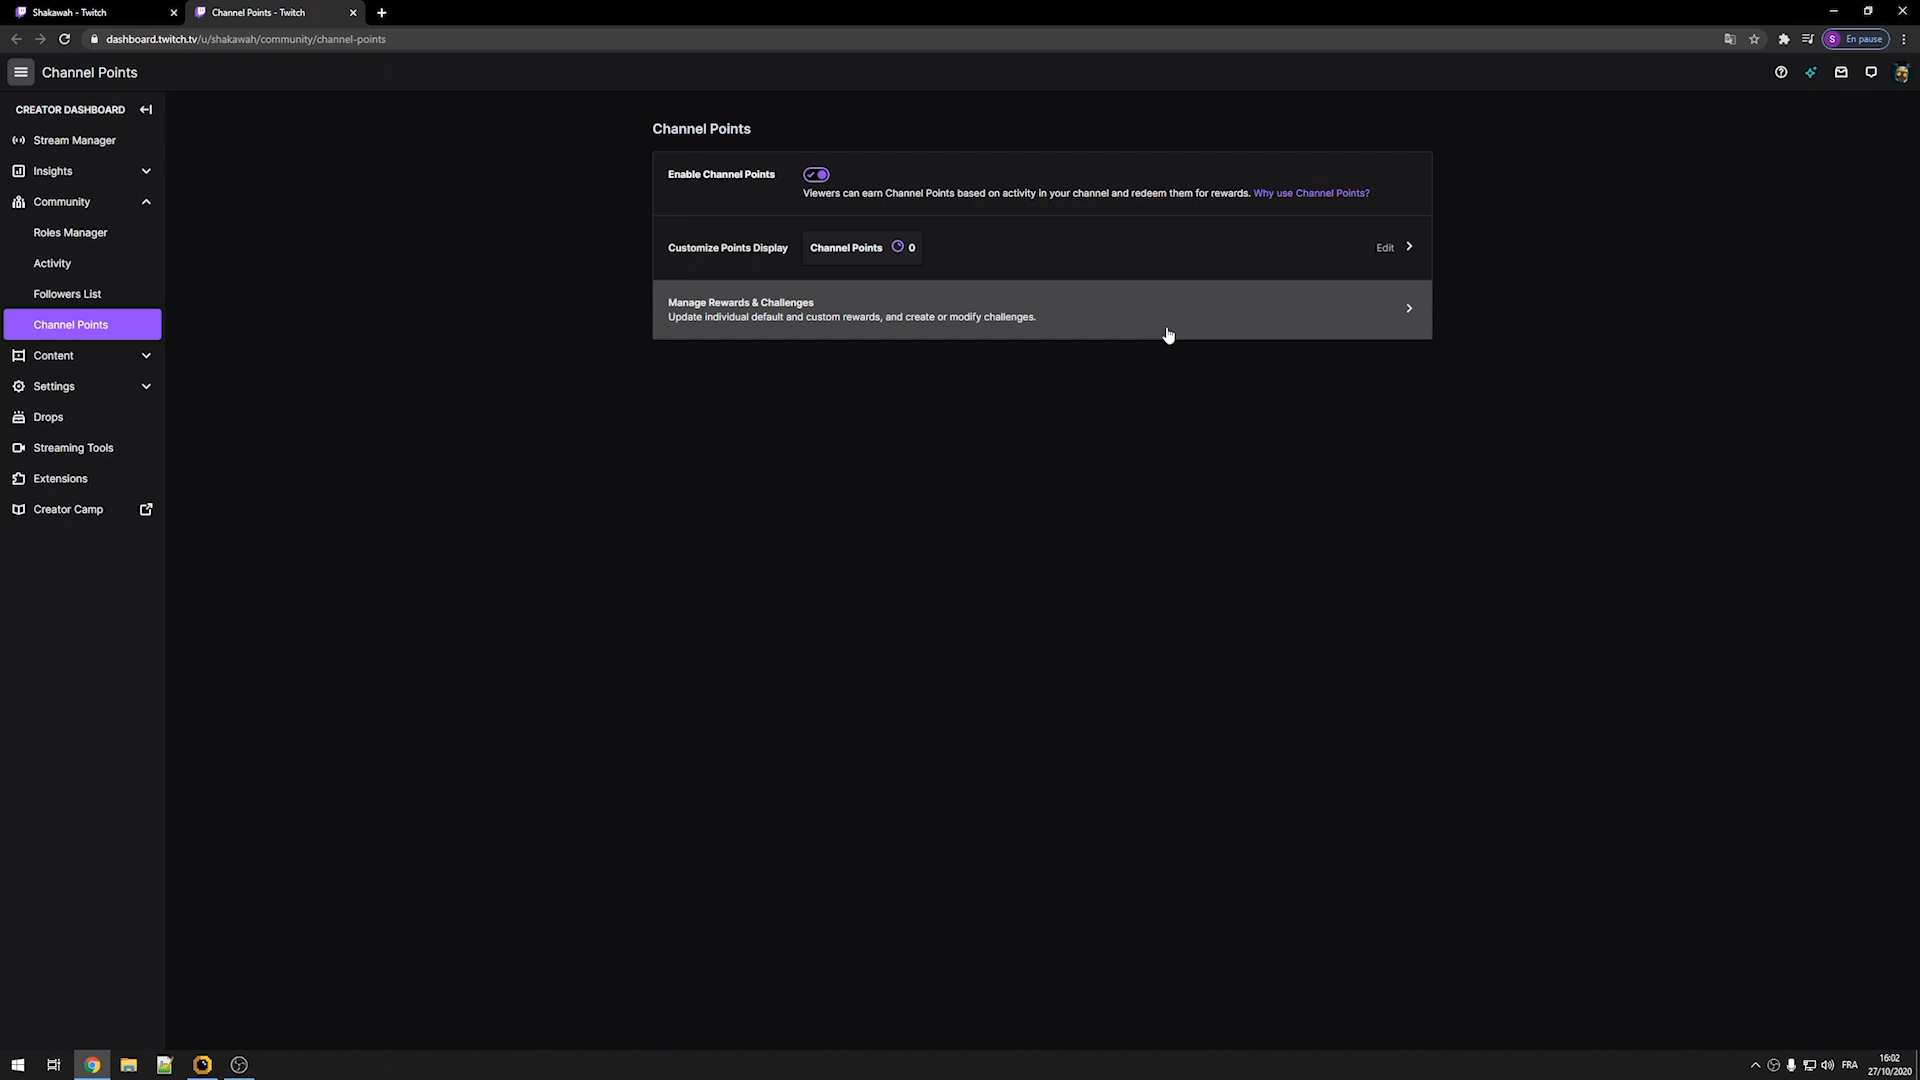 Shakawah - Twitch
Channel Points - Twitch
dashboard.twitch.tv/u/shakawah/community/channel-points
S En pause
Channel Points
CREATOR DASHBOARD
Stream Manager
Insights
Community
Roles Manager
Activity
Followers List
Channel Points
Content
Settings
Drops
Streaming Tools
Extensions
Creator Camp
Channel Points
Enable Channel Points
Viewers can earn Channel Points based on activity in your channel and redeem them for rewards. Why use Channel Points?
Customize Points Display
Channel Points 0
Edit
Manage Rewards & Challenges
Update individual default and custom rewards, and create or modify challenges.
FRA
16:02
27/10/2020